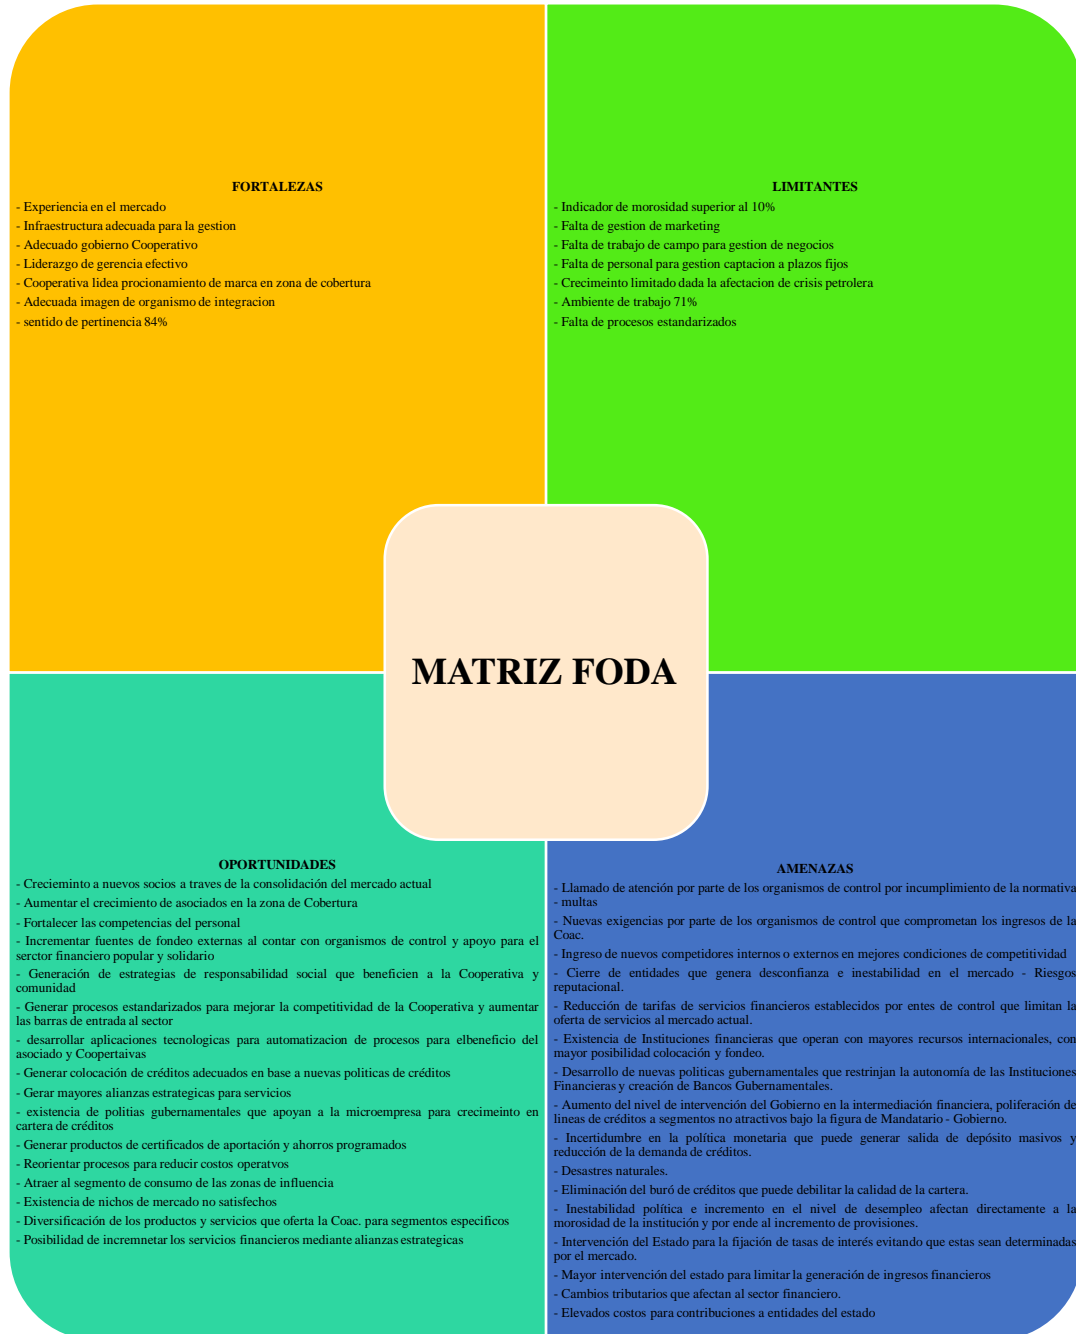 FORTALEZAS
- Experiencia en el mercado
- Infraestructura adecuada para la gestion
- Adecuado gobierno Cooperativo
- Liderazgo de gerencia efectivo
- Cooperativa lidea procionamiento de marca en zona de cobertura
- Adecuada imagen de organismo de integracion
- sentido de pertinencia 84%
LIMITANTES
- Indicador de morosidad superior al 10%
- Falta de gestion de marketing
- Falta de trabajo de campo para gestion de negocios
- Falta de personal para gestion captacion a plazos fijos
- Crecimeinto limitado dada la afectacion de crisis petrolera
- Ambiente de trabajo 71%
- Falta de procesos estandarizados
MATRIZ FODA
OPORTUNIDADES
- Crecieminto a nuevos socios a traves de la consolidación del mercado actual
- Aumentar el crecimiento de asociados en la zona de Cobertura
- Fortalecer las competencias del personal
- Incrementar fuentes de fondeo externas al contar con organismos de control y apoyo para el
serctor financiero popular y solidario
- Generación de estrategias de responsabilidad social que beneficien a la Cooperativa y
comunidad
- Generar procesos estandarizados para mejorar la competitividad de la Cooperativa y aumentar
las barras de entrada al sector
- desarrollar aplicaciones tecnologicas para automatizacion de procesos para elbeneficio del
asociado y Coopertaivas
- Generar colocación de créditos adecuados en base a nuevas politicas de créditos
- Gerar mayores alianzas estrategicas para servicios
- existencia de politias gubernamentales que apoyan a la microempresa para crecimeinto en
cartera de créditos
- Generar productos de certificados de aportación y ahorros programados
- Reorientar procesos para reducir costos operatvos
- Atraer al segmento de consumo de las zonas de influencia
- Existencia de nichos de mercado no satisfechos
- Diversificación de los productos y servicios que oferta la Coac. para segmentos especificos
- Posibilidad de incremnetar los servicios financieros mediante alianzas estrategicas
AMENAZAS
- Llamado de atención por parte de los organismos de control por incumplimiento de la normativa
- multas
- Nuevas exigencias por parte de los organismos de control que comprometan los ingresos de la
Coac.
- Ingreso de nuevos competidores internos o externos en mejores condiciones de competitividad
- Cierre de entidades que genera desconfianza e inestabilidad en el mercado - Riesgos
reputacional.
- Reducción de tarifas de servicios financieros establecidos por entes de control que limitan la
oferta de servicios al mercado actual.
- Existencia de Instituciones financieras que operan con mayores recursos internacionales, con
mayor posibilidad colocación y fondeo.
- Desarrollo de nuevas politicas gubernamentales que restrinjan la autonomía de las Instituciones
Financieras y creación de Bancos Gubernamentales.
- Aumento del nivel de intervención del Gobierno en la intermediación financiera, poliferación de
lineas de créditos a segmentos no atractivos bajo la figura de Mandatario - Gobierno.
- Incertidumbre en la política monetaria que puede generar salida de depósito masivos y
reducción de la demanda de créditos.
- Desastres naturales.
- Eliminación del buró de créditos que puede debilitar la calidad de la cartera.
- Inestabilidad política e incremento en el nivel de desempleo afectan directamente a la
morosidad de la institución y por ende al incremento de provisiones.
- Intervención del Estado para la fijación de tasas de interés evitando que estas sean determinadas
por el mercado.
- Mayor intervención del estado para limitar la generación de ingresos financieros
- Cambios tributarios que afectan al sector financiero.
- Elevados costos para contribuciones a entidades del estado